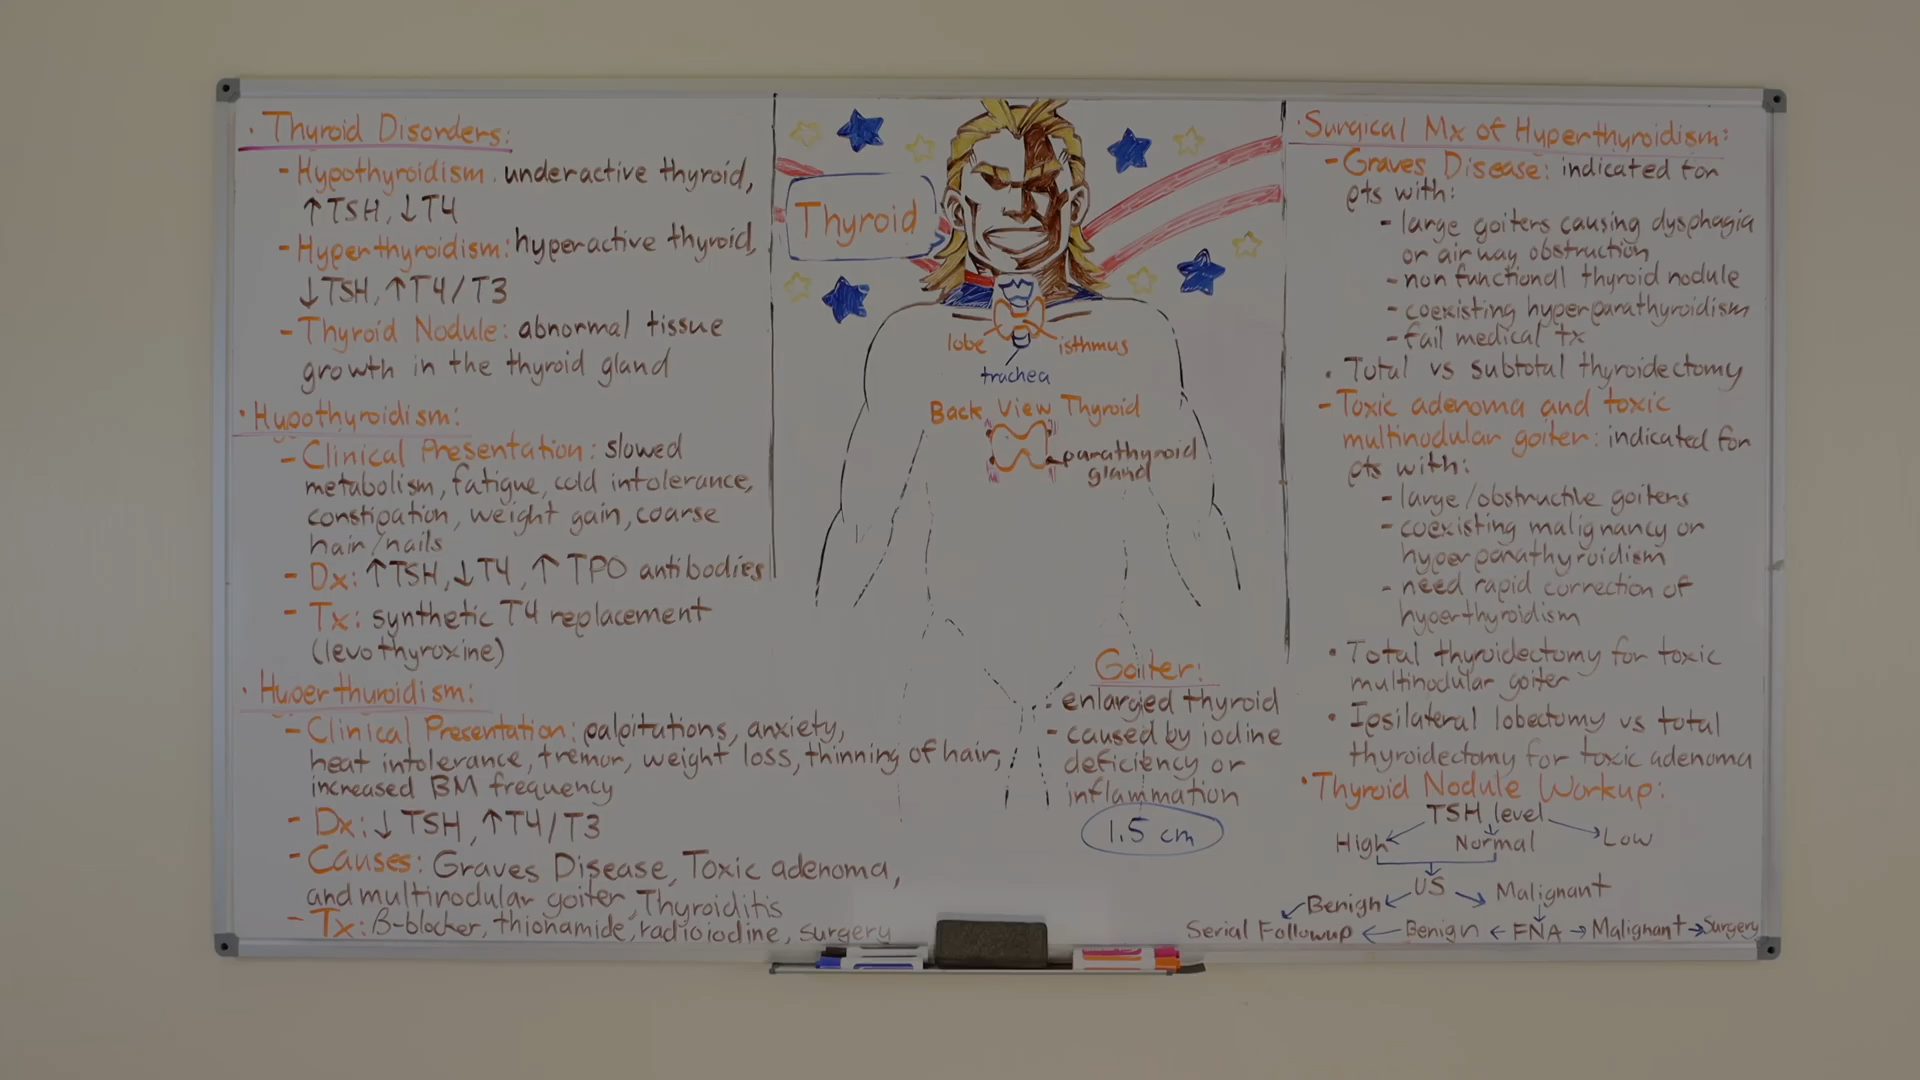 · Thyroid Disorders:
- Hypothyroidism: underactive thyroid,
↑TSH, ↓T4
- Hyperthyroidism: hyperactive thyroid,
↓TSH, ↑T4/T3
- Thyroid Nodule: abnormal tissue
growth in the thyroid gland
· Hypothyroidism:
- Clinical Presentation: slowed
metabolism, fatigue, cold intolerance,
constipation, weight gain, coarse
hair/nails
- Dx: ↑TSH, ↓T4, ↑ TPO antibodies
- Tx: synthetic T4 replacement
(levothyroxine)
· Hyperthyroidism:
- Clinical Presentation: palpitations, anxiety,
heat intolerance, tremor, weight loss, thinning of hair,
increased BM frequency
- Dx: ↓ TSH, ↑T4/T3
- Causes: Graves Disease, Toxic adenoma,
and multinodular goiter, Thyroiditis
- Tx: β-blocker, thionamide, radioiodine, surgery
Thyroid
lobe
isthmus
trachea
Back View Thyroid
parathyroid
gland
Goiter:
- enlarged thyroid
- caused by iodine
deficiency or
inflammation
1.5 cm
· Surgical Mx of Hyperthyroidism:
- Graves Disease: indicated for
pts with:
- large goiters causing dysphagia
or airway obstruction
- non functional thyroid nodule
- coexisting hyperparathyroidism
- fail medical tx
· Total vs subtotal thyroidectomy
- Toxic adenoma and toxic
multinodular goiter: indicated for
pts with:
- large/obstructive goiters
- coexisting malignancy or
hyperparathyroidism
- need rapid correction of
hyperthyroidism
· Total thyroidectomy for toxic
multinodular goiter
· Ipsilateral lobectomy vs total
thyroidectomy for toxic adenoma
· Thyroid Nodule Workup:
TSH level
High Normal Low
US
Benign Malignant
Serial Followup ← Benign ← FNA → Malignant → Surgery